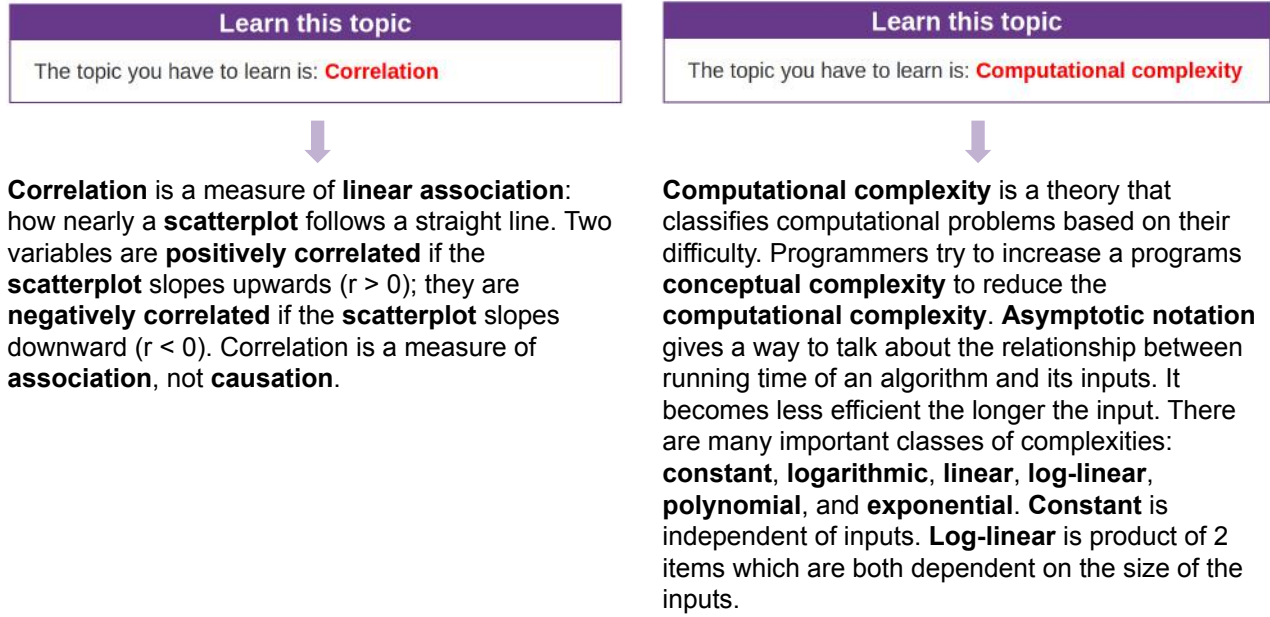 Learn this topic
The topic you have to learn is: Correlation
Correlation is a measure of linear association:
how nearly a scatterplot follows a straight line. Two
variables are positively correlated if the
scatterplot slopes upwards (r > 0); they are
negatively correlated if the scatterplot slopes
downward (r < 0). Correlation is a measure of
association, not causation.
Learn this topic
The topic you have to learn is: Computational complexity
Computational complexity is a theory that
classifies computational problems based on their
difficulty. Programmers try to increase a programs
conceptual complexity to reduce the
computational complexity. Asymptotic notation
gives a way to talk about the relationship between
running time of an algorithm and its inputs. It
becomes less efficient the longer the input. There
are many important classes of complexities:
constant, logarithmic, linear, log-linear,
polynomial, and exponential. Constant is
independent of inputs. Log-linear is product of 2
items which are both dependent on the size of the
inputs.